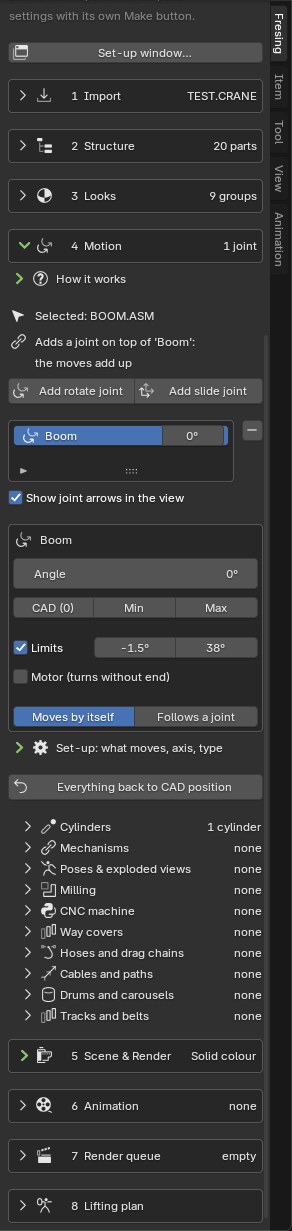 settings with its own Make button.
Set-up window...
1 Import TEST.CRANE
2 Structure 20 parts
3 Looks 9 groups
4 Motion 1 joint
How it works
Selected: BOOM.ASM
Adds a joint on top of 'Boom':
the moves add up
Add rotate joint Add slide joint
Boom 0°
Show joint arrows in the view
Boom
Angle 0°
CAD (0) Min Max
Limits -1.5° 38°
Motor (turns without end)
Moves by itself Follows a joint
Set-up: what moves, axis, type
Everything back to CAD position
Cylinders 1 cylinder
Mechanisms none
Poses & exploded views none
Milling none
CNC machine none
Way covers none
Hoses and drag chains none
Cables and paths none
Drums and carousels none
Tracks and belts none
5 Scene & Render Solid colour
6 Animation none
7 Render queue empty
8 Lifting plan
Fresing
Item
Tool
View
Animation